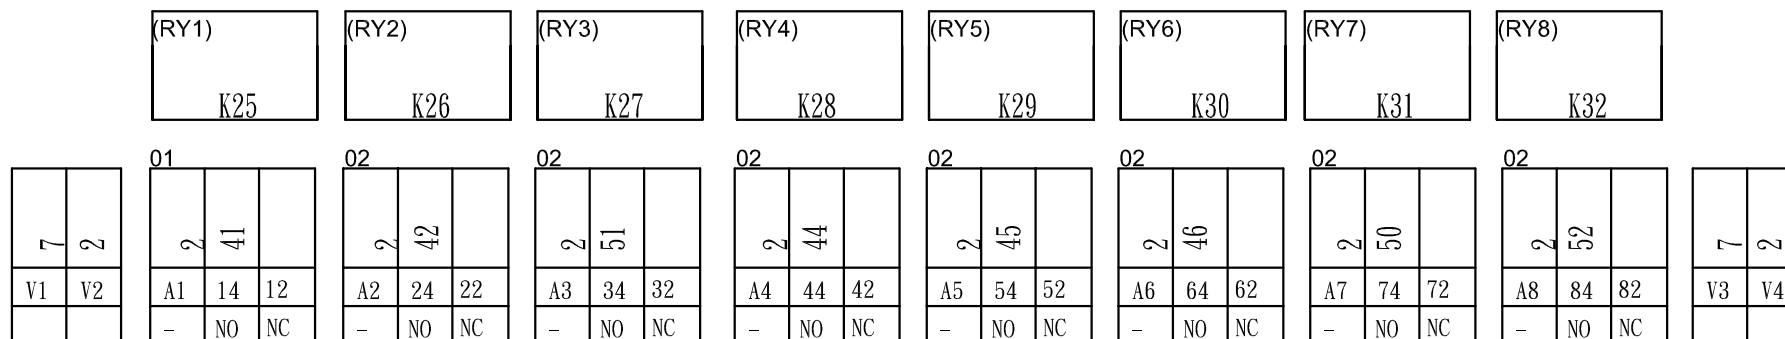 (RY1) (RY2) (RY3) (RY4) (RY5) (RY6) (RY7) (RY8)
K25 K26 K27 K28 K29 K30 K31 K32
01 02 02 02 02 02 02 02
7 2 2 41 2 42 2 51 2 44 2 45 2 46 2 50 2 52 7 2
V1 V2 A1 14 12 A2 24 22 A3 34 32 A4 44 42 A5 54 52 A6 64 62 A7 74 72 A8 84 82 V3 V4
- NO NC - NO NC - NO NC - NO NC - NO NC - NO NC - NO NC - NO NC